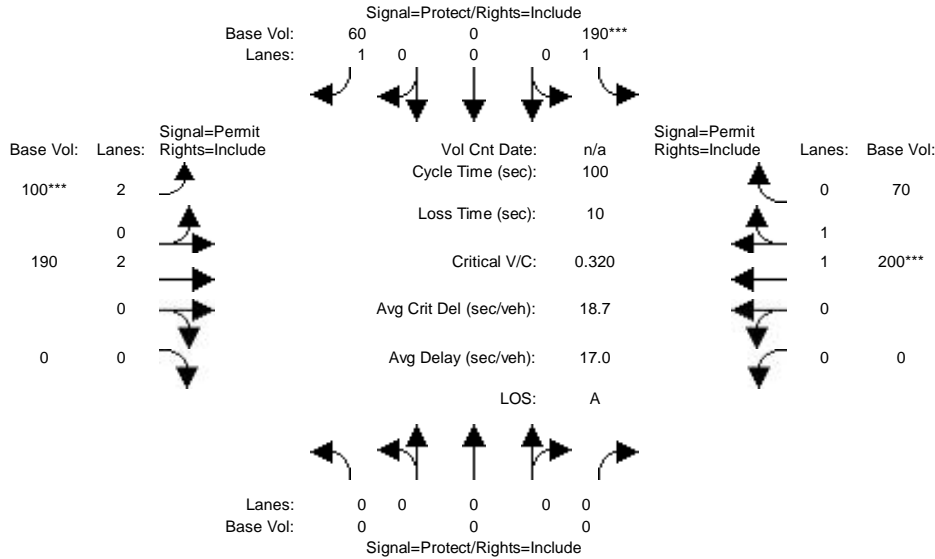 Signal=Protect/Rights=Include
Base Vol: 60 0 190***
Lanes: 1 0 0 0 1
Signal=Permit
Base Vol: Lanes: Rights=Include
Vol Cnt Date: n/a
Signal=Permit
Rights=Include Lanes: Base Vol:
Cycle Time (sec): 100
100*** 2
0 70
Loss Time (sec): 10
0
1
190 2
Critical V/C: 0.320
1 200***
0
Avg Crit Del (sec/veh): 18.7
0
0 0
Avg Delay (sec/veh): 17.0
0 0
LOS: A
Lanes: 0 0 0 0 0
Base Vol: 0 0 0
Signal=Protect/Rights=Include